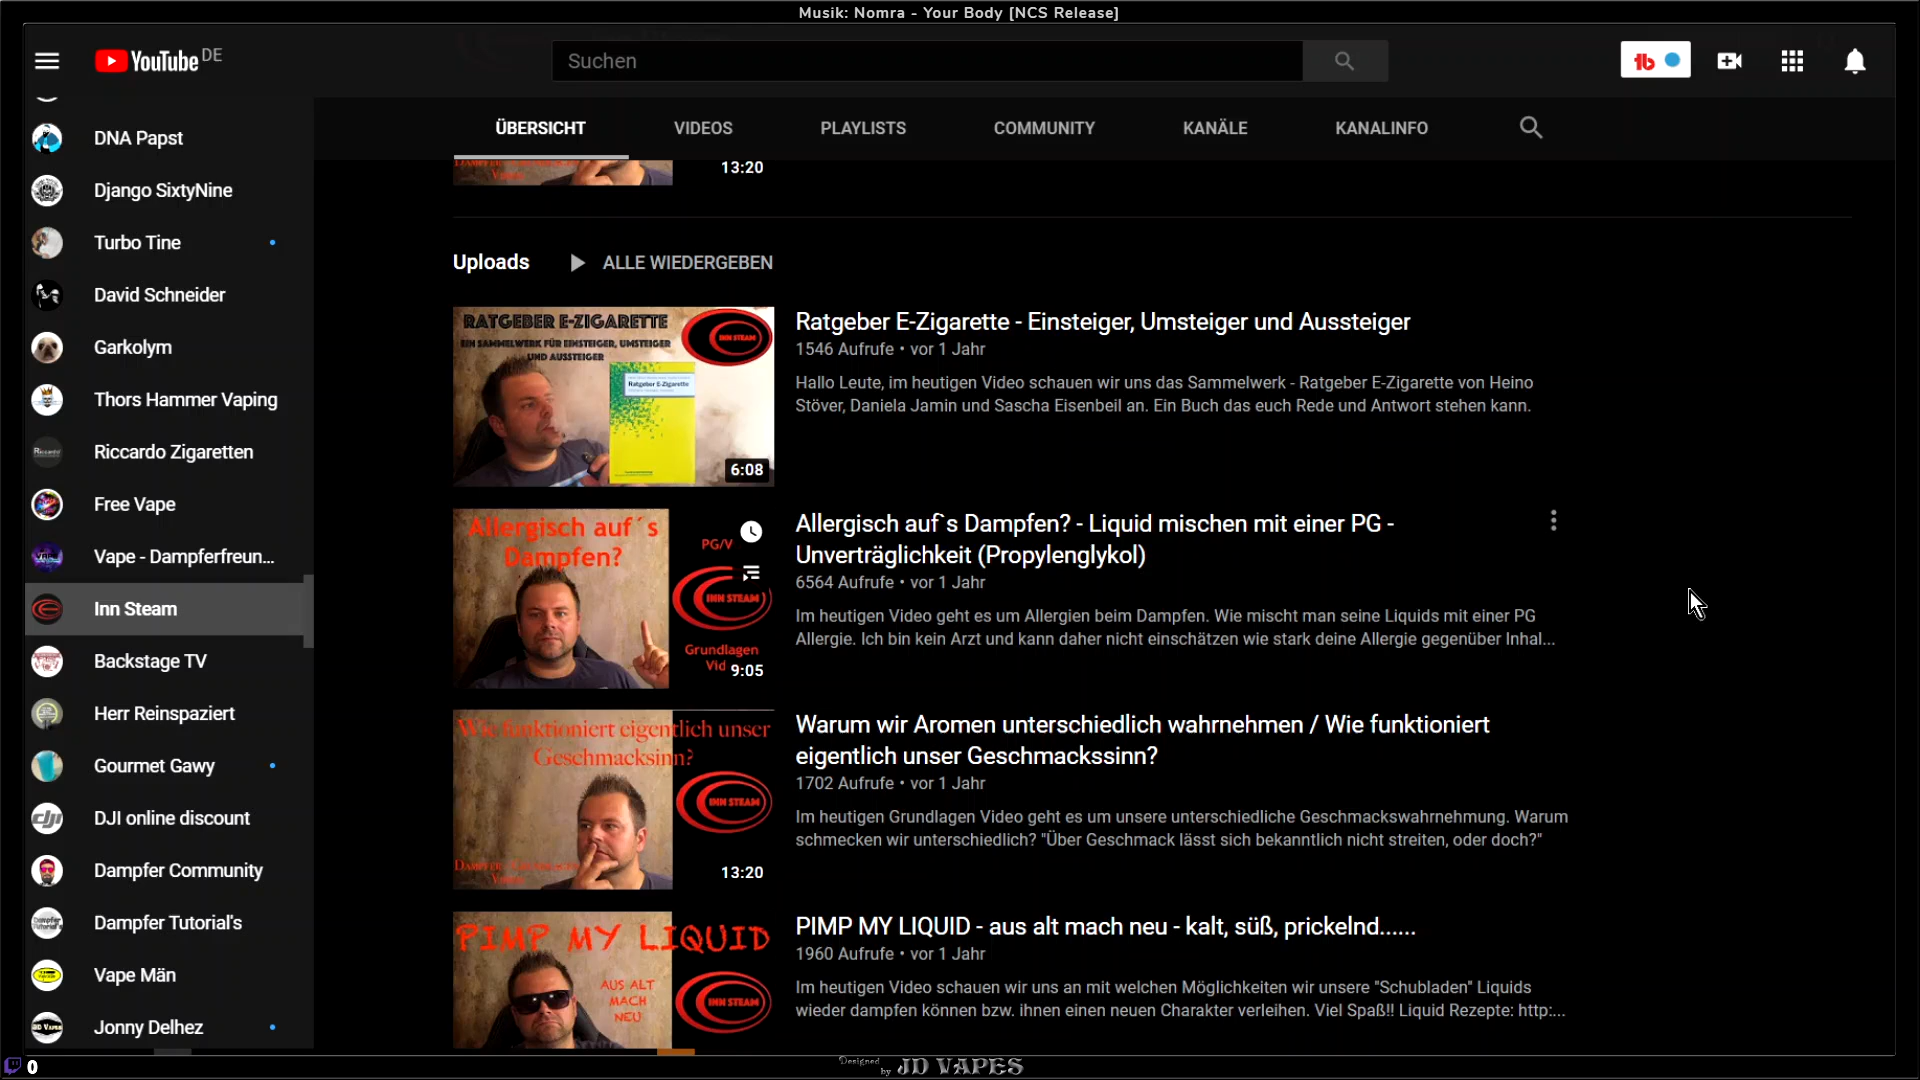 Musik: Nomra - Your Body [NCS Release]
YouTube DE
Suchen
DNA Papst
Django SixtyNine
Turbo Tine
David Schneider
Garkolym
Thors Hammer Vaping
Riccardo Zigaretten
Free Vape
Vape - Dampferfreun...
Inn Steam
Backstage TV
Herr Reinspaziert
Gourmet Gawy
DJI online discount
Dampfer Community
Dampfer Tutorial's
Vape Män
Jonny Delhez
ÜBERSICHT
VIDEOS
PLAYLISTS
COMMUNITY
KANÄLE
KANALINFO
13:20
Uploads
ALLE WIEDERGEBEN
RATGEBER E-ZIGARETTE
EIN SAMMELWERK FÜR EINSTEIGER, UMSTEIGER
UND AUSSTEIGER
INN STEAM
Ratgeber E-Zigarette
6:08
Ratgeber E-Zigarette - Einsteiger, Umsteiger und Aussteiger
1546 Aufrufe • vor 1 Jahr
Hallo Leute, im heutigen Video schauen wir uns das Sammelwerk - Ratgeber E-Zigarette von Heino
Stöver, Daniela Jamin und Sascha Eisenbeil an. Ein Buch das euch Rede und Antwort stehen kann.
Allergisch auf´s
Dampfen?
PG/V
INN STEAM
Grundlagen
Vid
9:05
Allergisch auf`s Dampfen? - Liquid mischen mit einer PG -
Unverträglichkeit (Propylenglykol)
6564 Aufrufe • vor 1 Jahr
Im heutigen Video geht es um Allergien beim Dampfen. Wie mischt man seine Liquids mit einer PG
Allergie. Ich bin kein Arzt und kann daher nicht einschätzen wie stark deine Allergie gegenüber Inhal...
Wie funktioniert eigentlich unser
Geschmacksinn?
INN STEAM
13:20
Warum wir Aromen unterschiedlich wahrnehmen / Wie funktioniert
eigentlich unser Geschmackssinn?
1702 Aufrufe • vor 1 Jahr
Im heutigen Grundlagen Video geht es um unsere unterschiedliche Geschmackswahrnehmung. Warum
schmecken wir unterschiedlich? "Über Geschmack lässt sich bekanntlich nicht streiten, oder doch?"
PIMP MY LIQUID
AUS ALT
MACH
NEU
INN STEAM
PIMP MY LIQUID - aus alt mach neu - kalt, süß, prickelnd......
1960 Aufrufe • vor 1 Jahr
Im heutigen Video schauen wir uns an mit welchen Möglichkeiten wir unsere "Schubladen" Liquids
wieder dampfen können bzw. ihnen einen neuen Charakter verleihen. Viel Spaß!! Liquid Rezepte: http:...
0
Designed
by JD VAPES